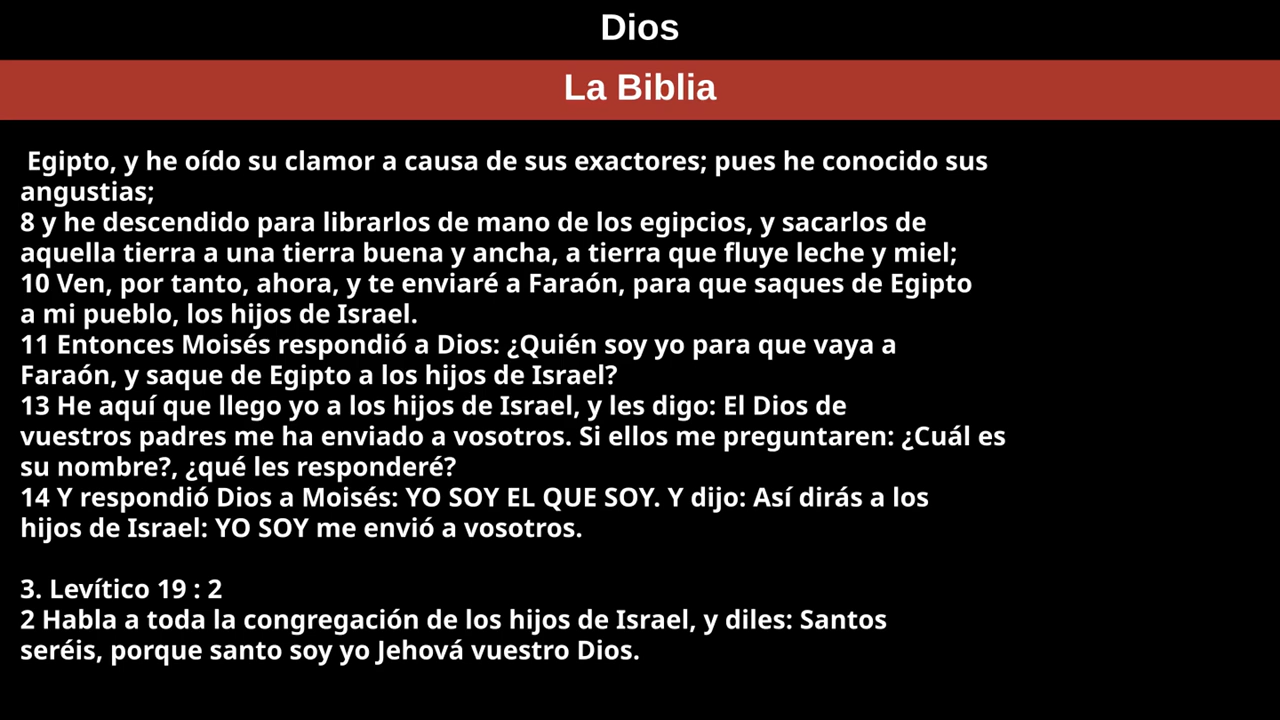 Dios
La Biblia
Egipto, y he oído su clamor a causa de sus exactores; pues he conocido sus
angustias;
8 y he descendido para librarlos de mano de los egipcios, y sacarlos de
aquella tierra a una tierra buena y ancha, a tierra que fluye leche y miel;
10 Ven, por tanto, ahora, y te enviaré a Faraón, para que saques de Egipto
a mi pueblo, los hijos de Israel.
11 Entonces Moisés respondió a Dios: ¿Quién soy yo para que vaya a
Faraón, y saque de Egipto a los hijos de Israel?
13 He aquí que llego yo a los hijos de Israel, y les digo: El Dios de
vuestros padres me ha enviado a vosotros. Si ellos me preguntaren: ¿Cuál es
su nombre?, ¿qué les responderé?
14 Y respondió Dios a Moisés: YO SOY EL QUE SOY. Y dijo: Así dirás a los
hijos de Israel: YO SOY me envió a vosotros.
3. Levítico 19 : 2
2 Habla a toda la congregación de los hijos de Israel, y diles: Santos
seréis, porque santo soy yo Jehová vuestro Dios.